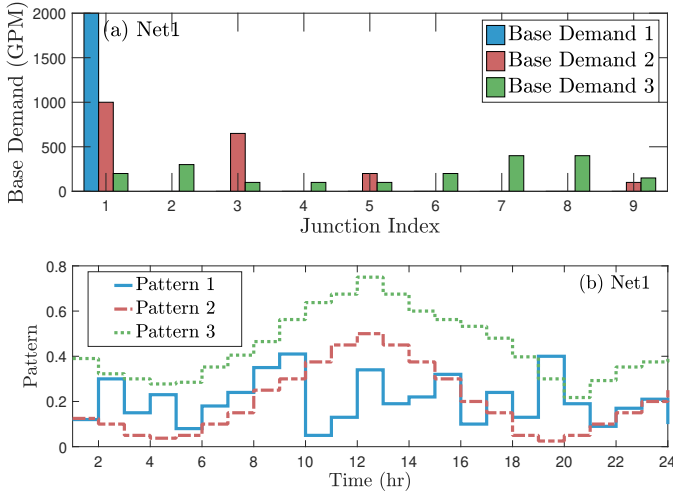 (a) Net1
Base Demand (GPM)
2000
1500
1000
500
0
Base Demand 1
Base Demand 2
Base Demand 3
1 2 3 4 5 6 7 8 9
Junction Index
(b) Net1
Pattern
0.8
0.6
0.4
0.2
0
Pattern 1
Pattern 2
Pattern 3
2 4 6 8 10 12 14 16 18 20 22 24
Time (hr)